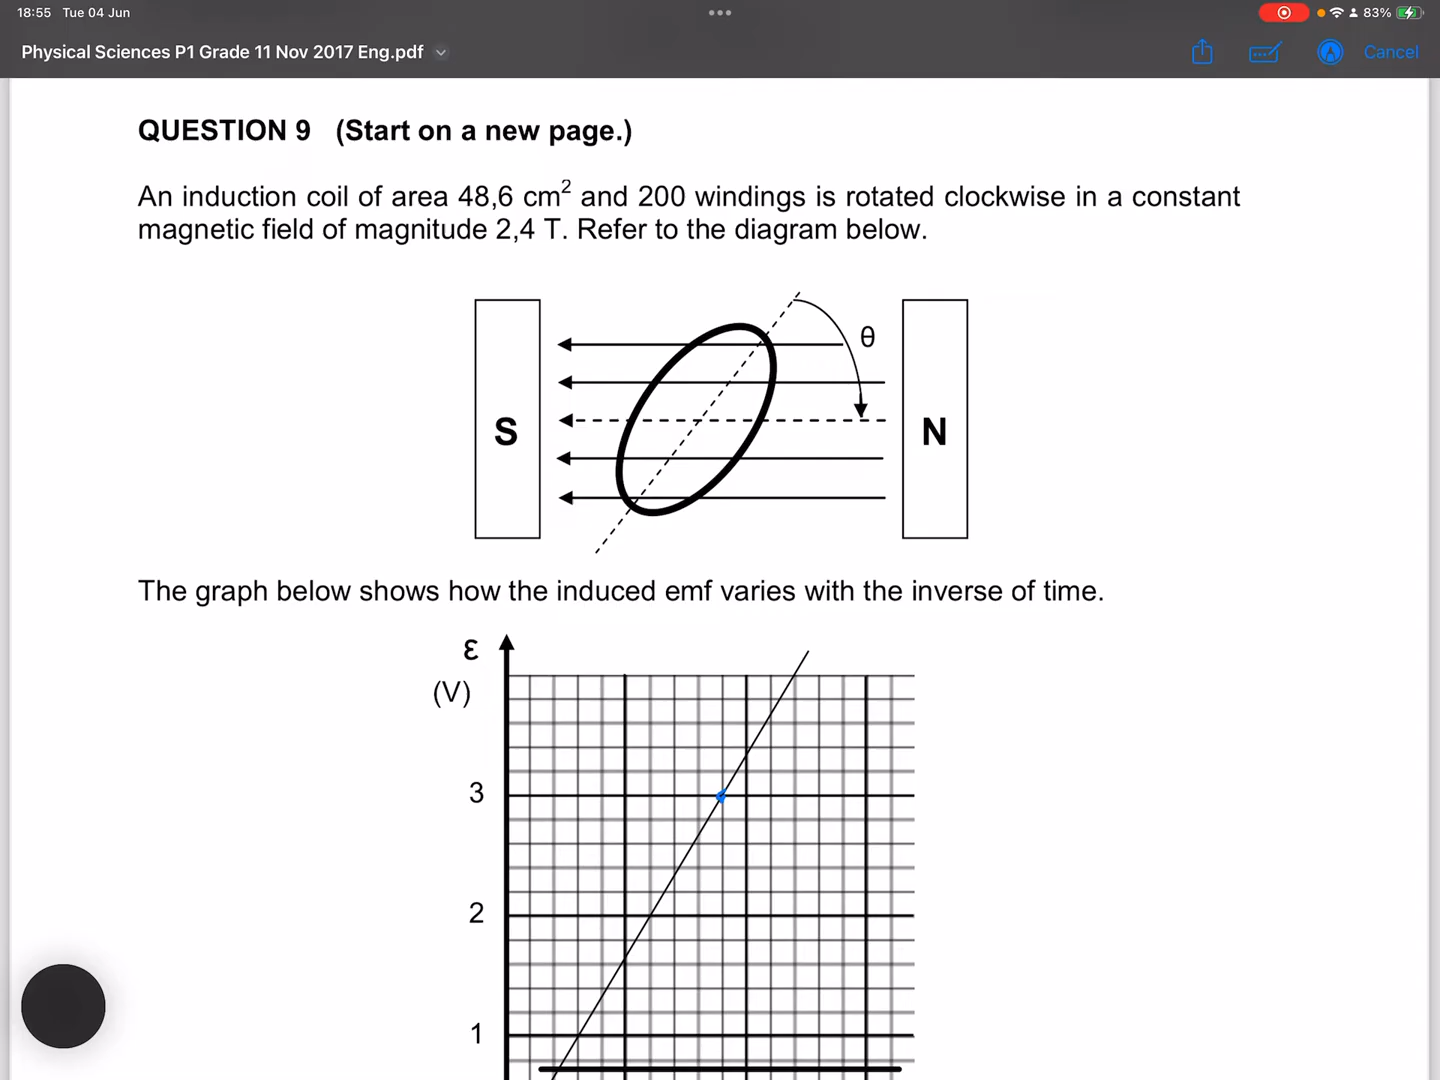 18:55 Tue 04 Jun
83%
Physical Sciences P1 Grade 11 Nov 2017 Eng.pdf
Cancel
QUESTION 9 (Start on a new page.)
An induction coil of area 48,6 cm² and 200 windings is rotated clockwise in a constant
magnetic field of magnitude 2,4 T. Refer to the diagram below.
θ
S
N
The graph below shows how the induced emf varies with the inverse of time.
ε
(V)
3
2
1